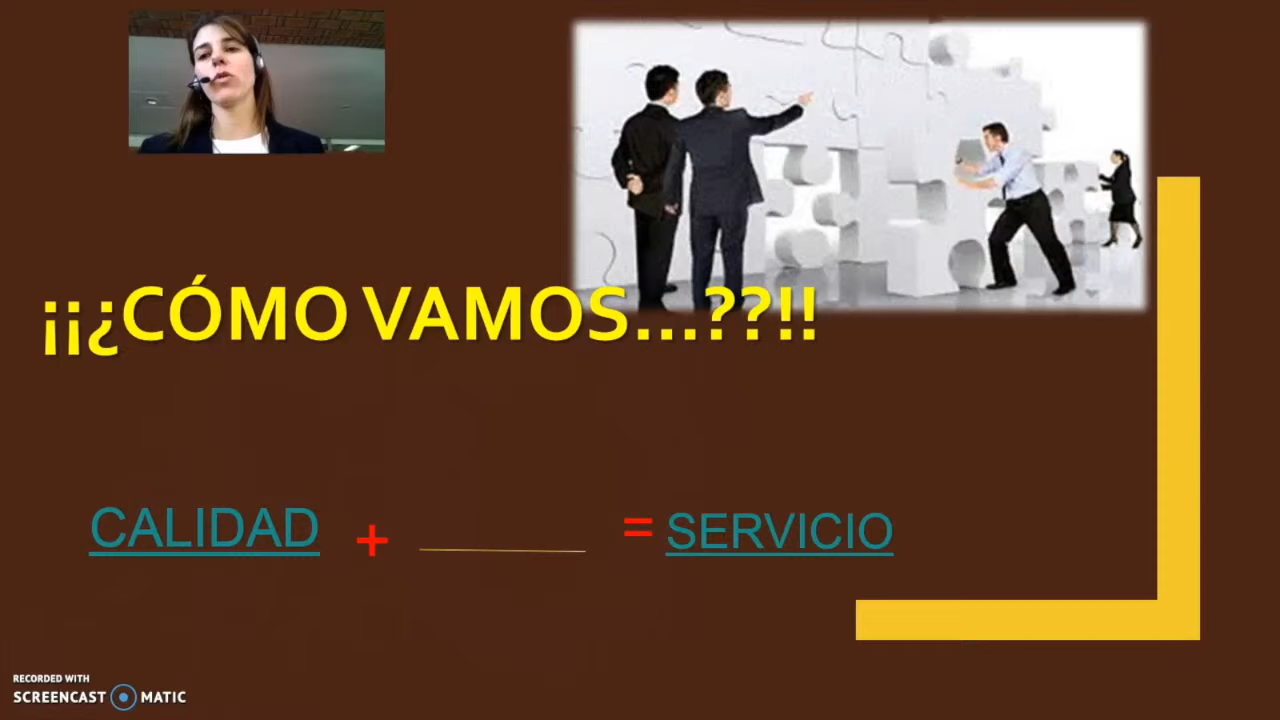 ¡¡¿CÓMO VAMOS...??!!
CALIDAD + = SERVICIO
RECORDED WITH
SCREENCAST MATIC